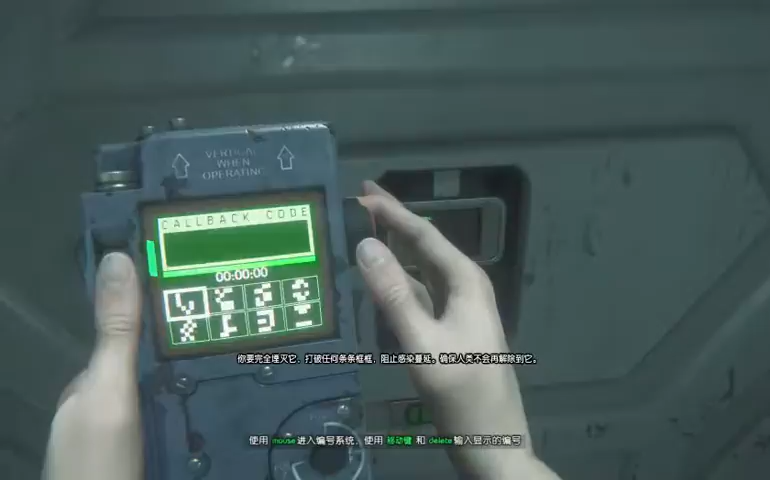 VERTICAL
WHEN
OPERATING
CALLBACK CODE
00:00:00
你要完全埋灭它，打破任何条条框框，阻止感染蔓延。确保人类不会再解除到它。
使用 mouse 进入编号系统，使用 移动键 和 delete 输入显示的编号